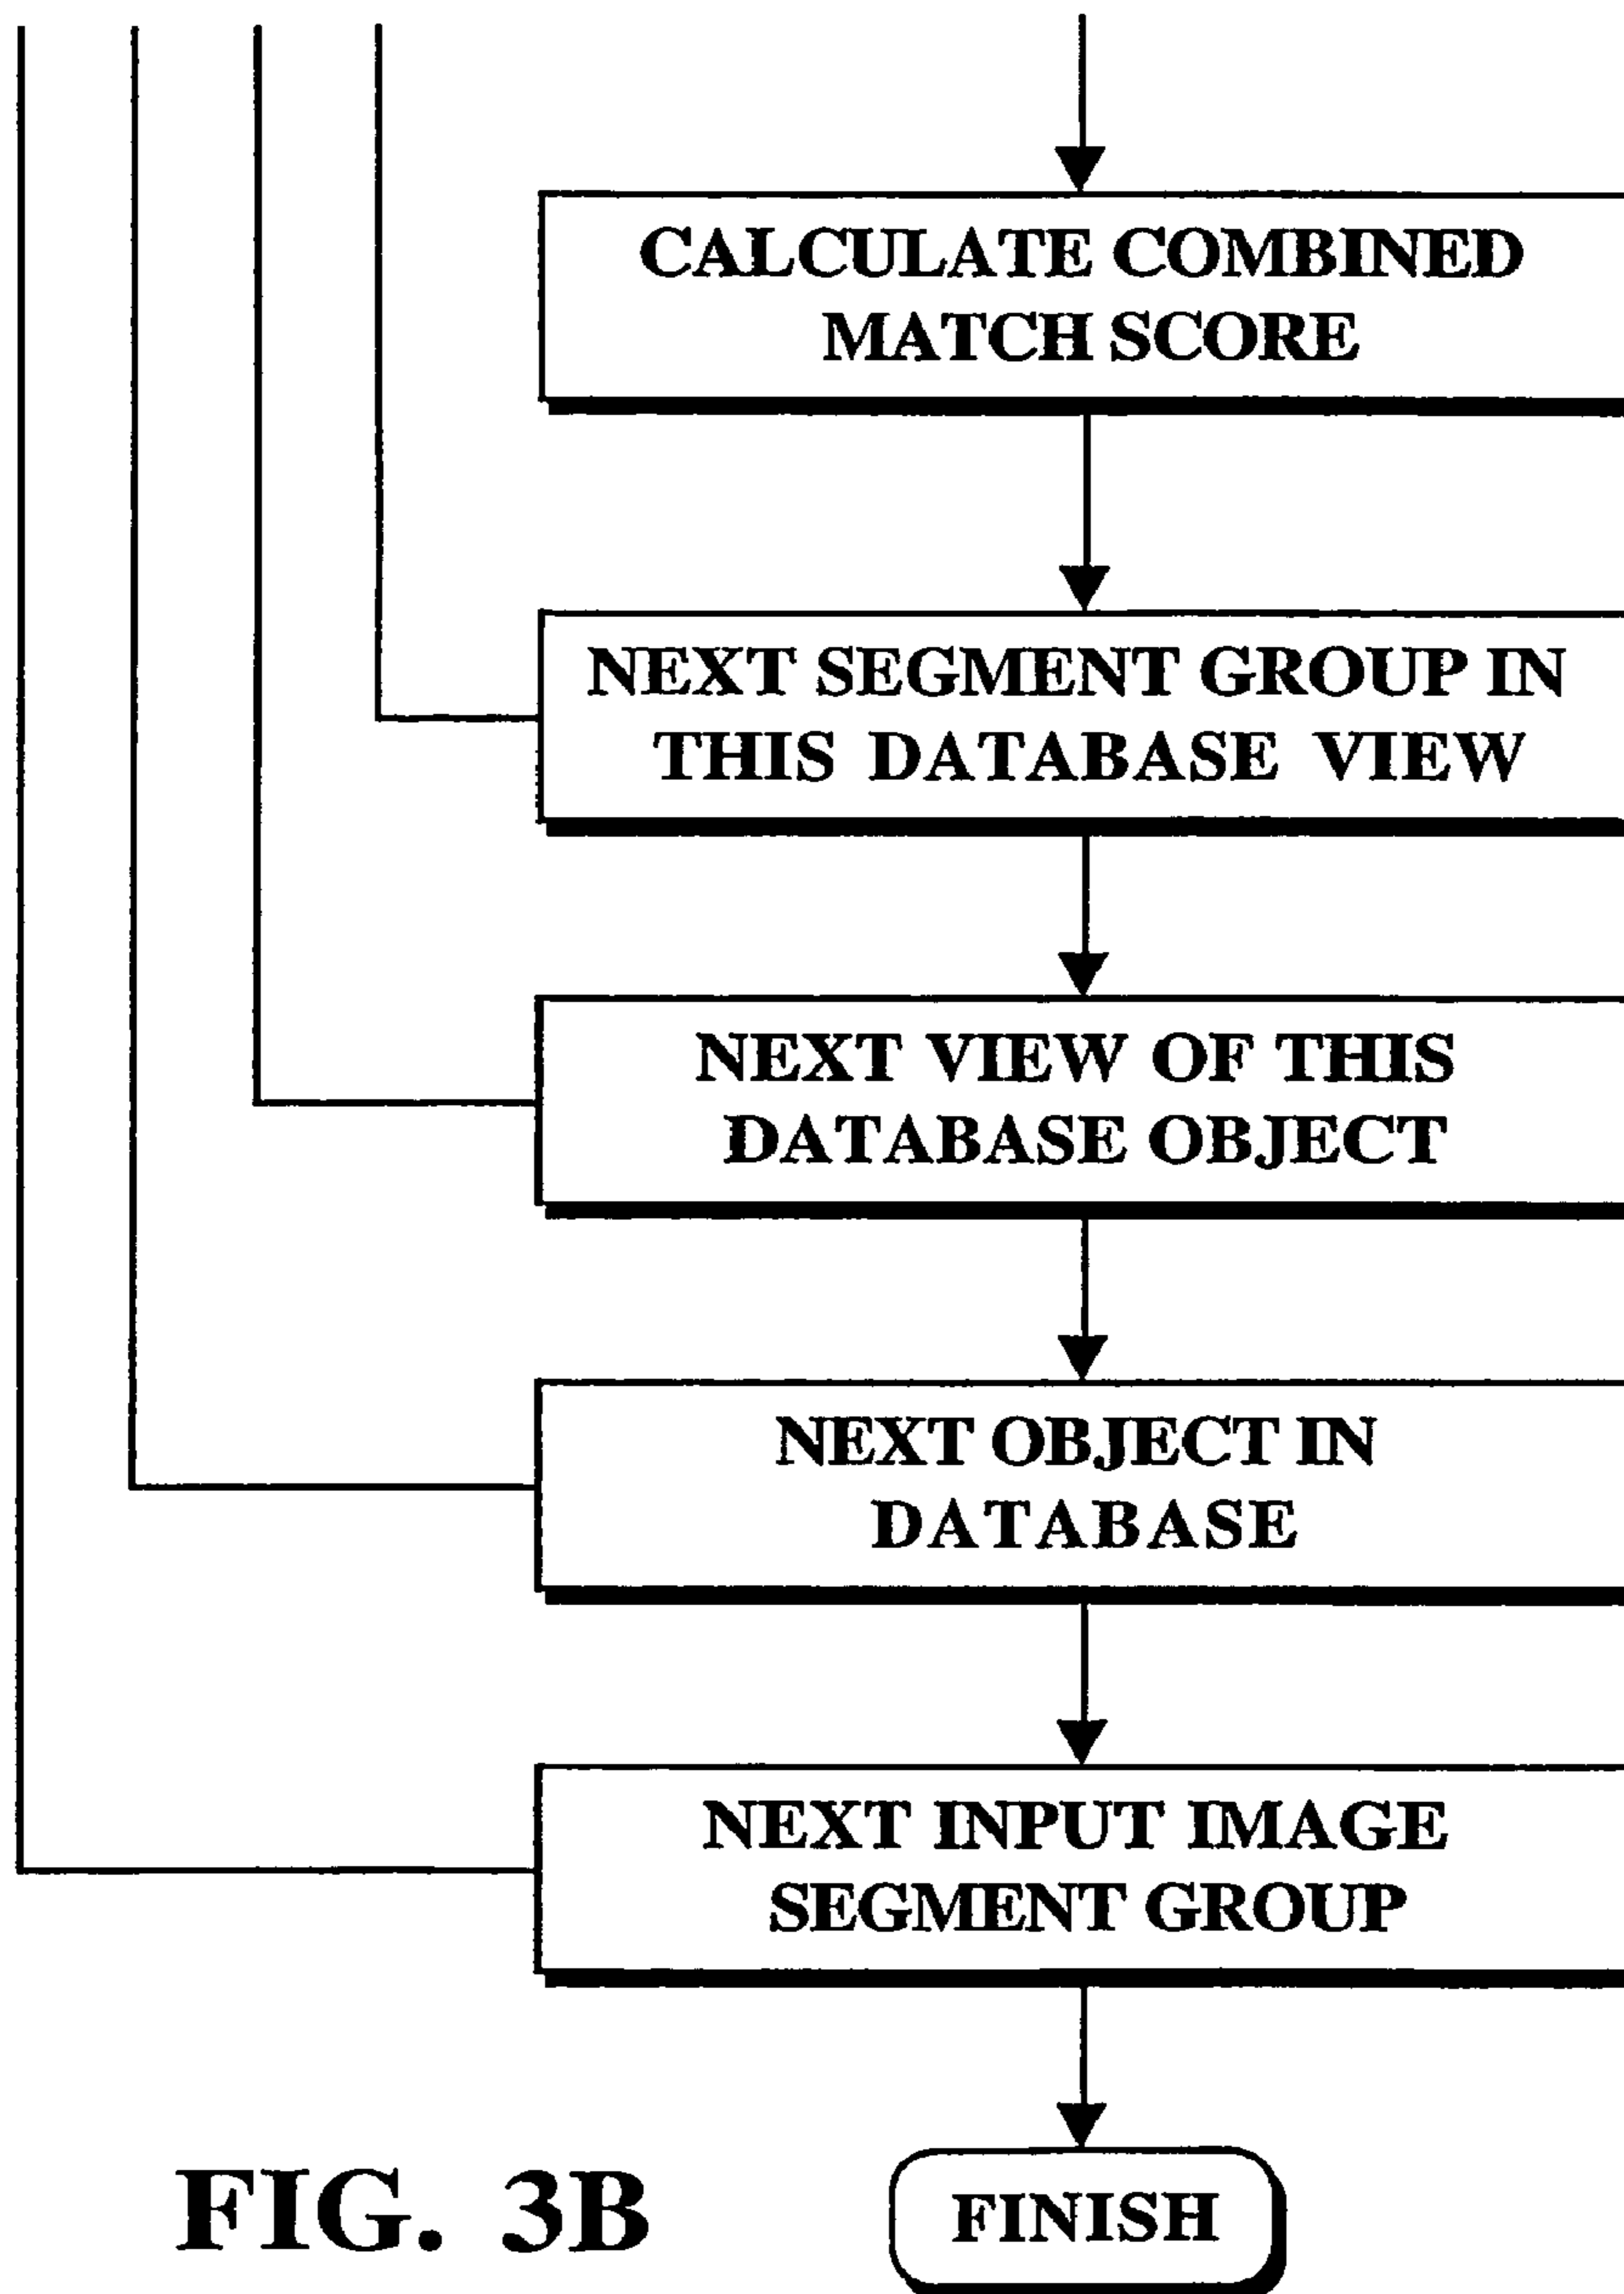 CALCULATE COMBINED
MATCH SCORE
NEXT SEGMENT GROUP IN
THIS DATABASE VIEW
NEXT VIEW OF THIS
DATABASE OBJECT
NEXT OBJECT IN
DATABASE
NEXT INPUT IMAGE
SEGMENT GROUP
FINISH
FIG. 3B